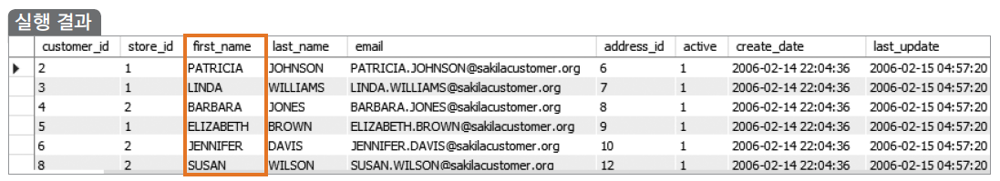 실행 결과
customer_id store_id first_name last_name email address_id active create_date last_update
2 1 PATRICIA JOHNSON PATRICIA.JOHNSON@sakilacustomer.org 6 1 2006-02-14 22:04:36 2006-02-15 04:57:20
3 1 LINDA WILLIAMS LINDA.WILLIAMS@sakilacustomer.org 7 1 2006-02-14 22:04:36 2006-02-15 04:57:20
4 2 BARBARA JONES BARBARA.JONES@sakilacustomer.org 8 1 2006-02-14 22:04:36 2006-02-15 04:57:20
5 1 ELIZABETH BROWN ELIZABETH.BROWN@sakilacustomer.org 9 1 2006-02-14 22:04:36 2006-02-15 04:57:20
6 2 JENNIFER DAVIS JENNIFER.DAVIS@sakilacustomer.org 10 1 2006-02-14 22:04:36 2006-02-15 04:57:20
8 2 SUSAN WILSON SUSAN.WILSON@sakilacustomer.org 12 1 2006-02-14 22:04:36 2006-02-15 04:57:20